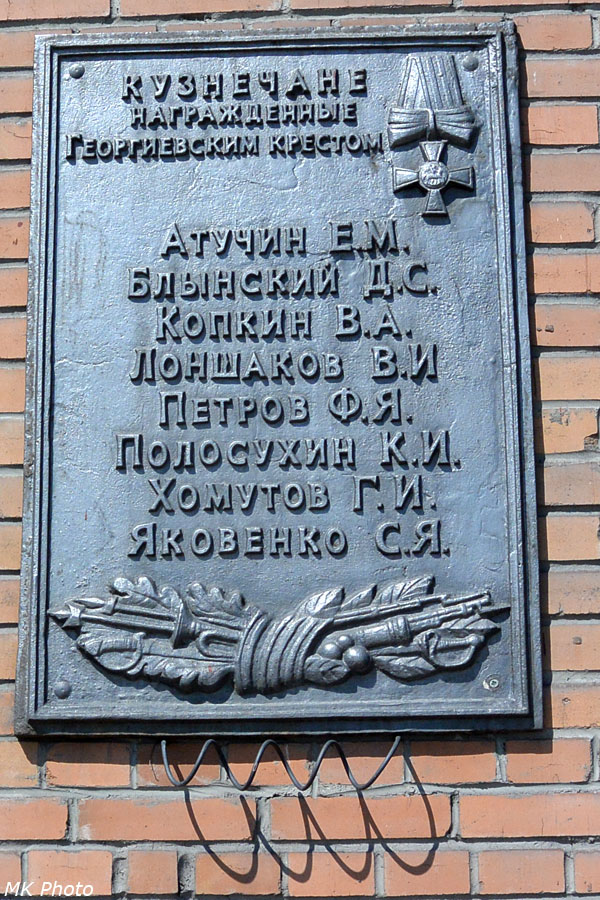 КУЗНЕЧАНЕ
НАГРАЖДЕННЫЕ
ГЕОРГИЕВСКИМ КРЕСТОМ
АТУЧИН Е.М.
БЛЫНСКИЙ Д.С.
КОПКИН В.А.
ЛОНШАКОВ В.И
ПЕТРОВ Ф.Я.
ПОЛОСУХИН К.И.
ХОМУТОВ Г.И.
ЯКОВЕНКО С.Я.
MK Photo